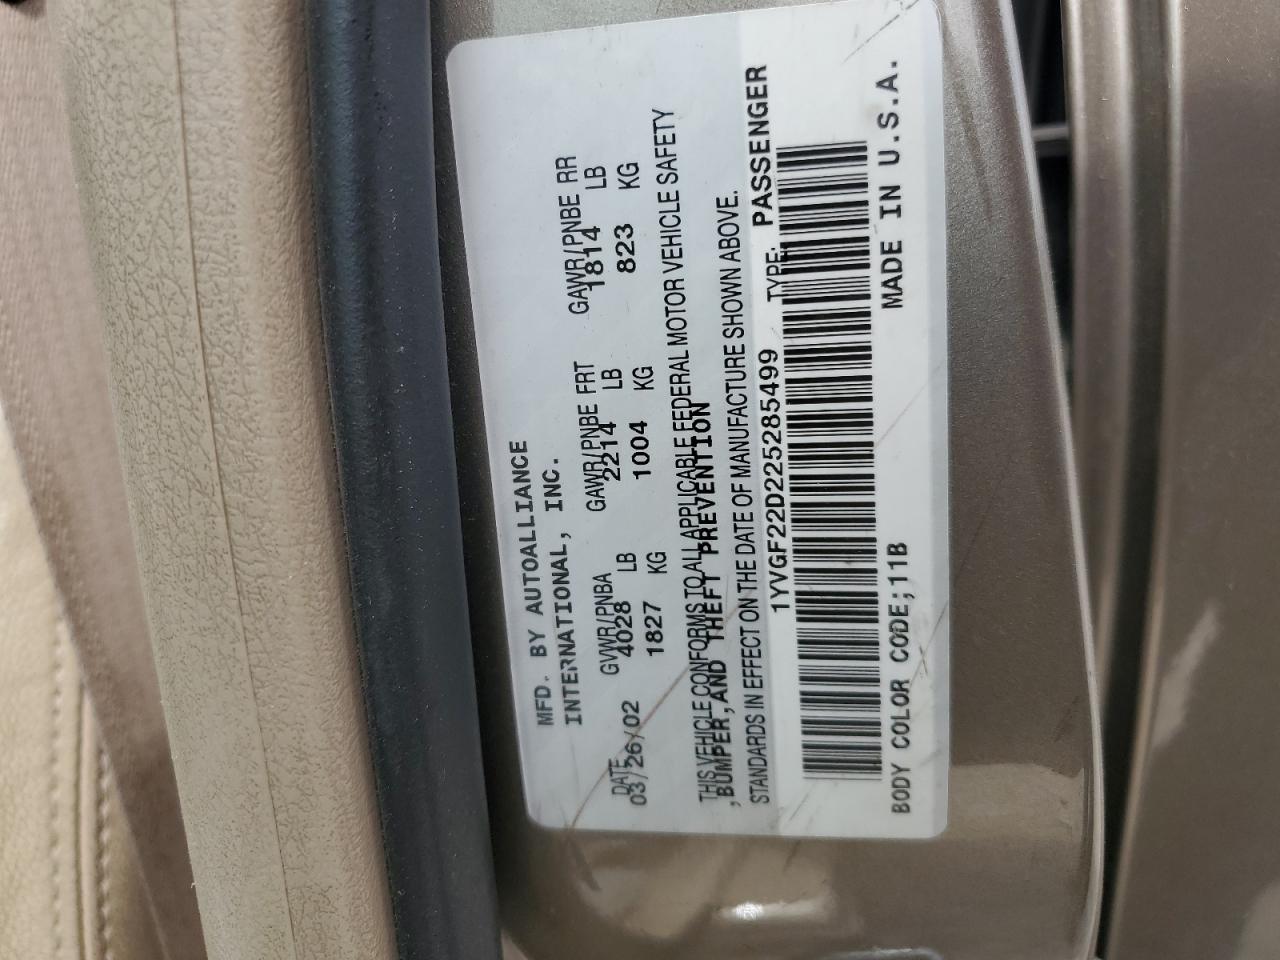 MFD. BY AUTOALLIANCE
INTERNATIONAL, INC.
DATE GVWR/PNBA GAWR/PNBE FRT GAWR/PNBE RR
03/26/02 4028 LB 2214 LB 1814 LB
1827 KG 1004 KG 823 KG
THIS VEHICLE CONFORMS TO ALL APPLICABLE FEDERAL MOTOR VEHICLE SAFETY
,BUMPER,AND THEFT PREVENTION
STANDARDS IN EFFECT ON THE DATE OF MANUFACTURE SHOWN ABOVE.
1YVGF22D225285499 TYPE: PASSENGER
BODY COLOR CODE;11B MADE IN U.S.A.